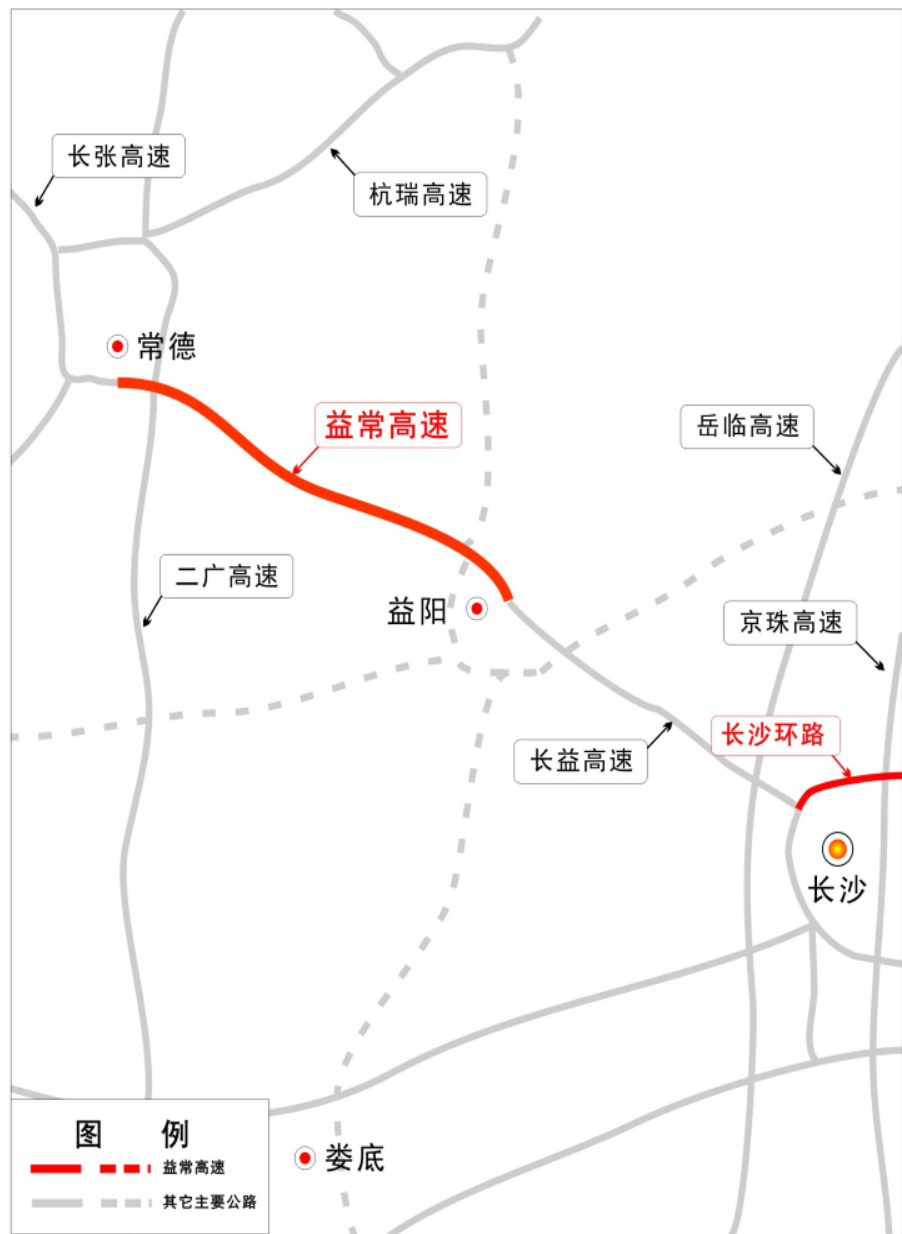 长张高速
杭瑞高速
常德
益常高速
岳临高速
二广高速
益阳
京珠高速
长沙环路
长益高速
长沙
图 例
益常高速
其它主要公路
娄底